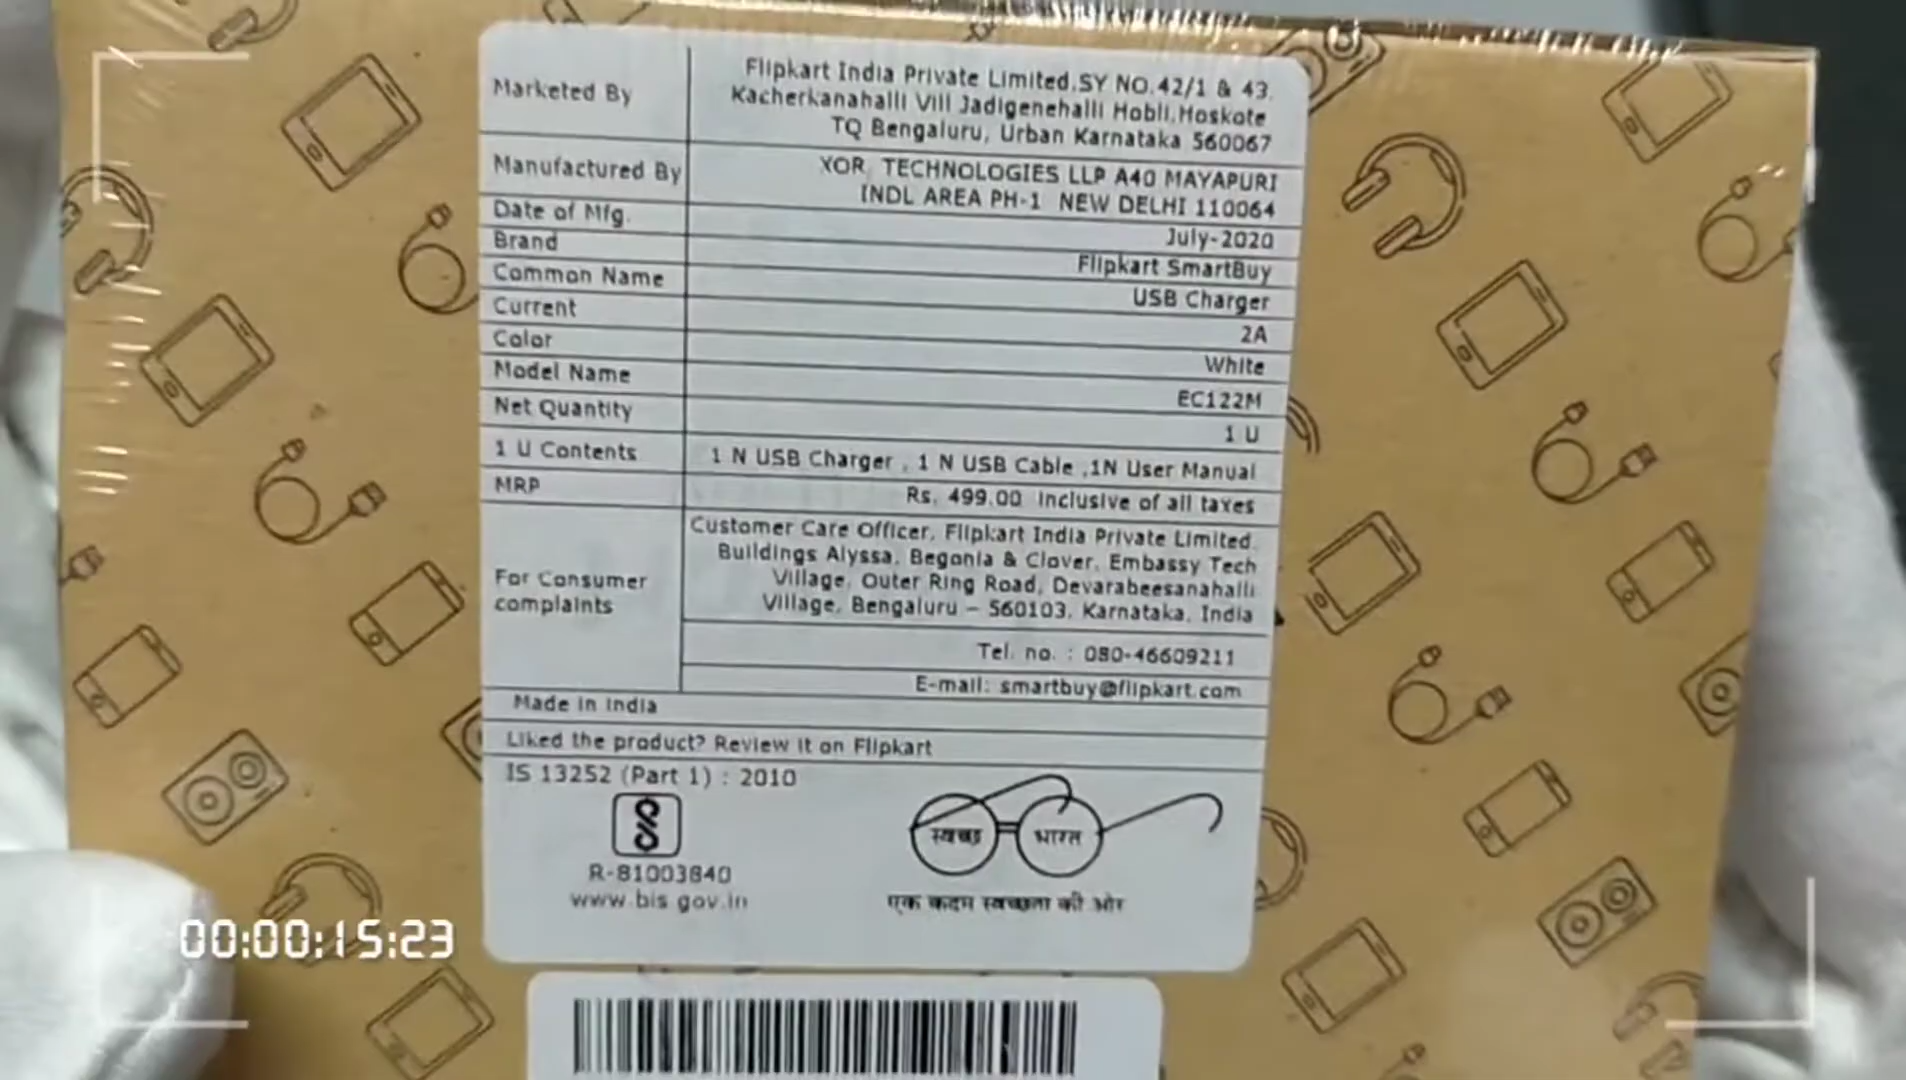 Marketed By
Flipkart India Private Limited.SY NO.42/1 & 43.
Kacherkanahalli Vill Jadigenehalli Hobli.Hoskote
TQ Bengaluru, Urban Karnataka 560067
Manufactured By
XOR TECHNOLOGIES LLP A40 MAYAPURI
INDL AREA PH-1 NEW DELHI 110064
Date of Mfg.
July-2020
Brand
Flipkart SmartBuy
Common Name
USB Charger
Current
2A
Color
White
Model Name
EC122M
Net Quantity
1 U
1 U Contents
1 N USB Charger , 1 N USB Cable ,1N User Manual
MRP
Rs. 499.00 inclusive of all taxes
For Consumer
complaints
Customer Care Officer, Flipkart India Private Limited.
Buildings Alyssa, Begonia & Clover, Embassy Tech
Village, Outer Ring Road, Devarabeesanahalli
Village, Bengaluru – 560103, Karnataka, India
Tel. no. : 080-46609211
E-mail: smartbuy@flipkart.com
Made in India
Liked the product? Review it on Flipkart
IS 13252 (Part 1) : 2010
R-81003840
www.bis.gov.in
स्वच्छ भारत
एक कदम स्वच्छता की ओर
00:00:15:23